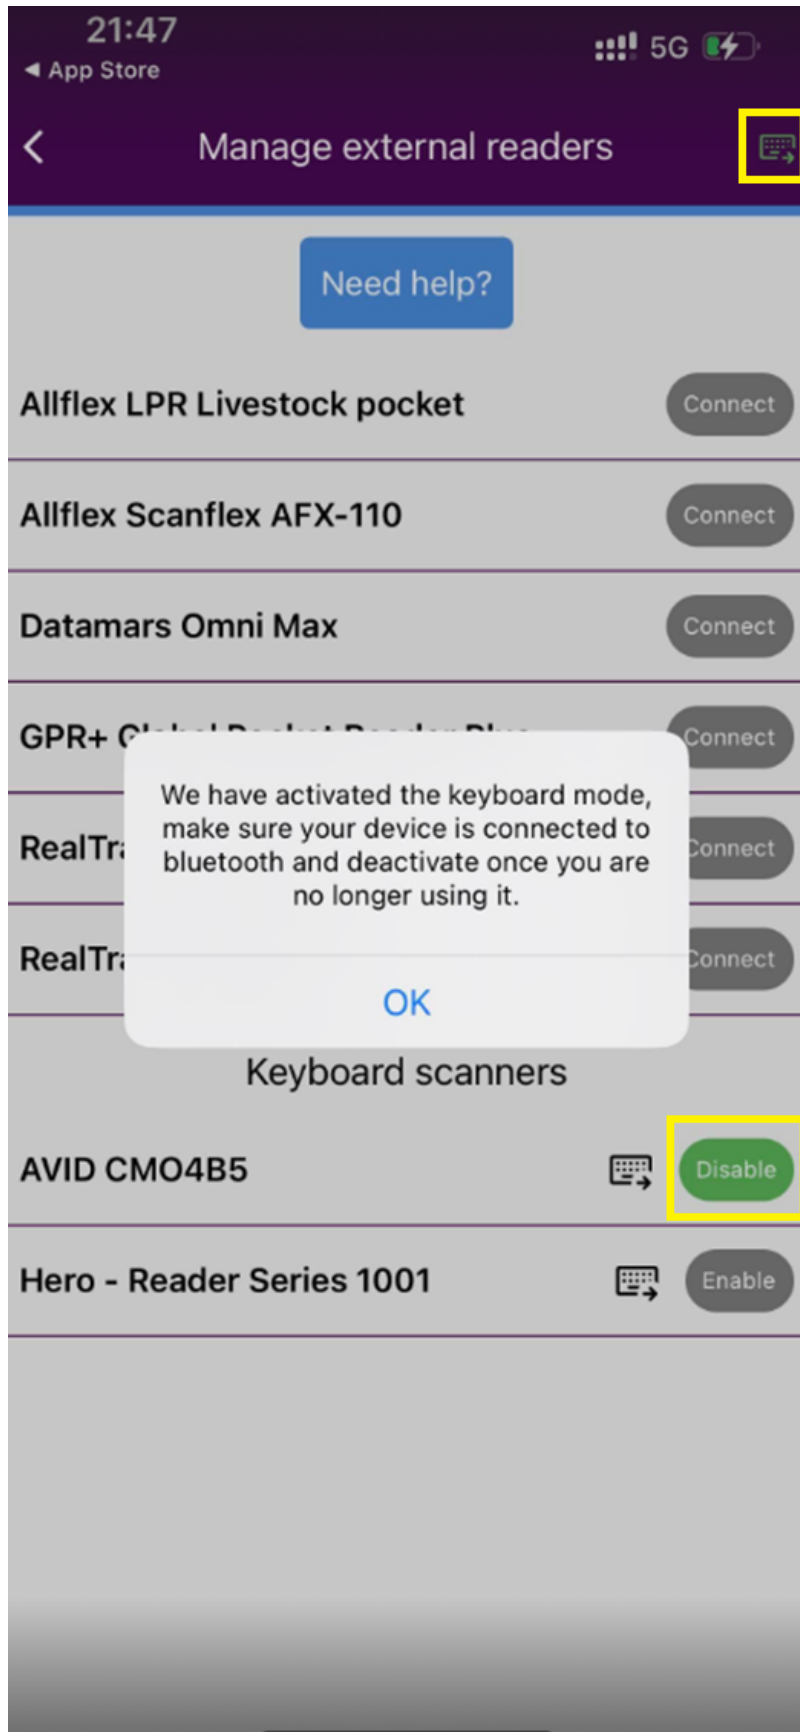 21:47
5G
◄ App Store
Manage external readers
Need help?
Allflex LPR Livestock pocket
Connect
Allflex Scanflex AFX-110
Connect
Datamars Omni Max
Connect
GPR+
Connect
We have activated the keyboard mode,
make sure your device is connected to
bluetooth and deactivate once you are
no longer using it.
Connect
Connect
OK
Keyboard scanners
AVID CMO4B5
Disable
Hero - Reader Series 1001
Enable